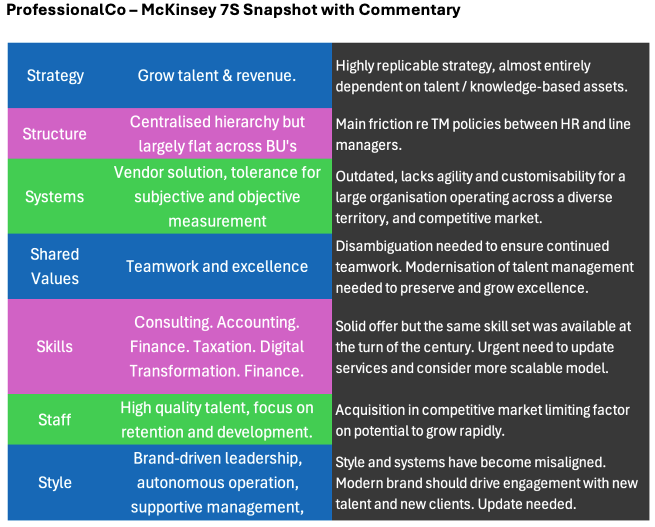 ProfessionalCo – McKinsey 7S Snapshot with Commentary
Strategy
Grow talent & revenue.
Highly replicable strategy, almost entirely
dependent on talent / knowledge-based assets.
Structure
Centralised hierarchy but
largely flat across BU's
Main friction re TM policies between HR and line
managers.
Systems
Vendor solution, tolerance for
subjective and objective
measurement
Outdated, lacks agility and customisability for a
large organisation operating across a diverse
territory, and competitive market.
Shared
Values
Teamwork and excellence
Disambiguation needed to ensure continued
teamwork. Modernisation of talent management
needed to preserve and grow excellence.
Skills
Consulting. Accounting.
Finance. Taxation. Digital
Transformation. Finance.
Solid offer but the same skill set was available at
the turn of the century. Urgent need to update
services and consider more scalable model.
Staff
High quality talent, focus on
retention and development.
Acquisition in competitive market limiting factor
on potential to grow rapidly.
Style
Brand-driven leadership,
autonomous operation,
supportive management,
Style and systems have become misaligned.
Modern brand should drive engagement with new
talent and new clients. Update needed.